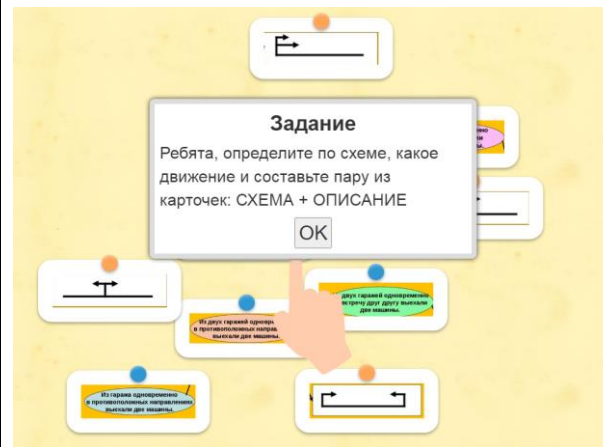 Задание
Ребята, определите по схеме, какое
движение и составьте пару из
карточек: СХЕМА + ОПИСАНИЕ
OK
двух гаражей одновременно
встречу друг другу выехали
две машины.
Из двух гаражей
в противоположных
выехали две машины.
Из гаража одновременно
в противоположных направлениях
выехали две машины.